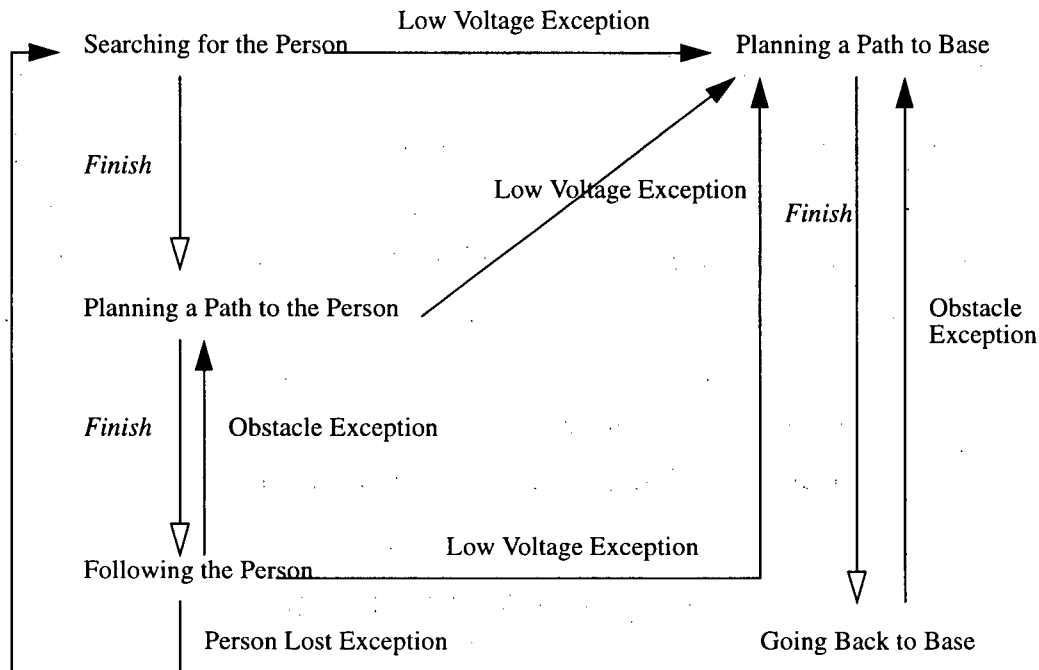 Low Voltage Exception
Searching for the Person
Planning a Path to Base
Finish
Low Voltage Exception
Finish
Planning a Path to the Person
Obstacle
Exception
Finish
Obstacle Exception
Low Voltage Exception
Following the Person
Person Lost Exception
Going Back to Base